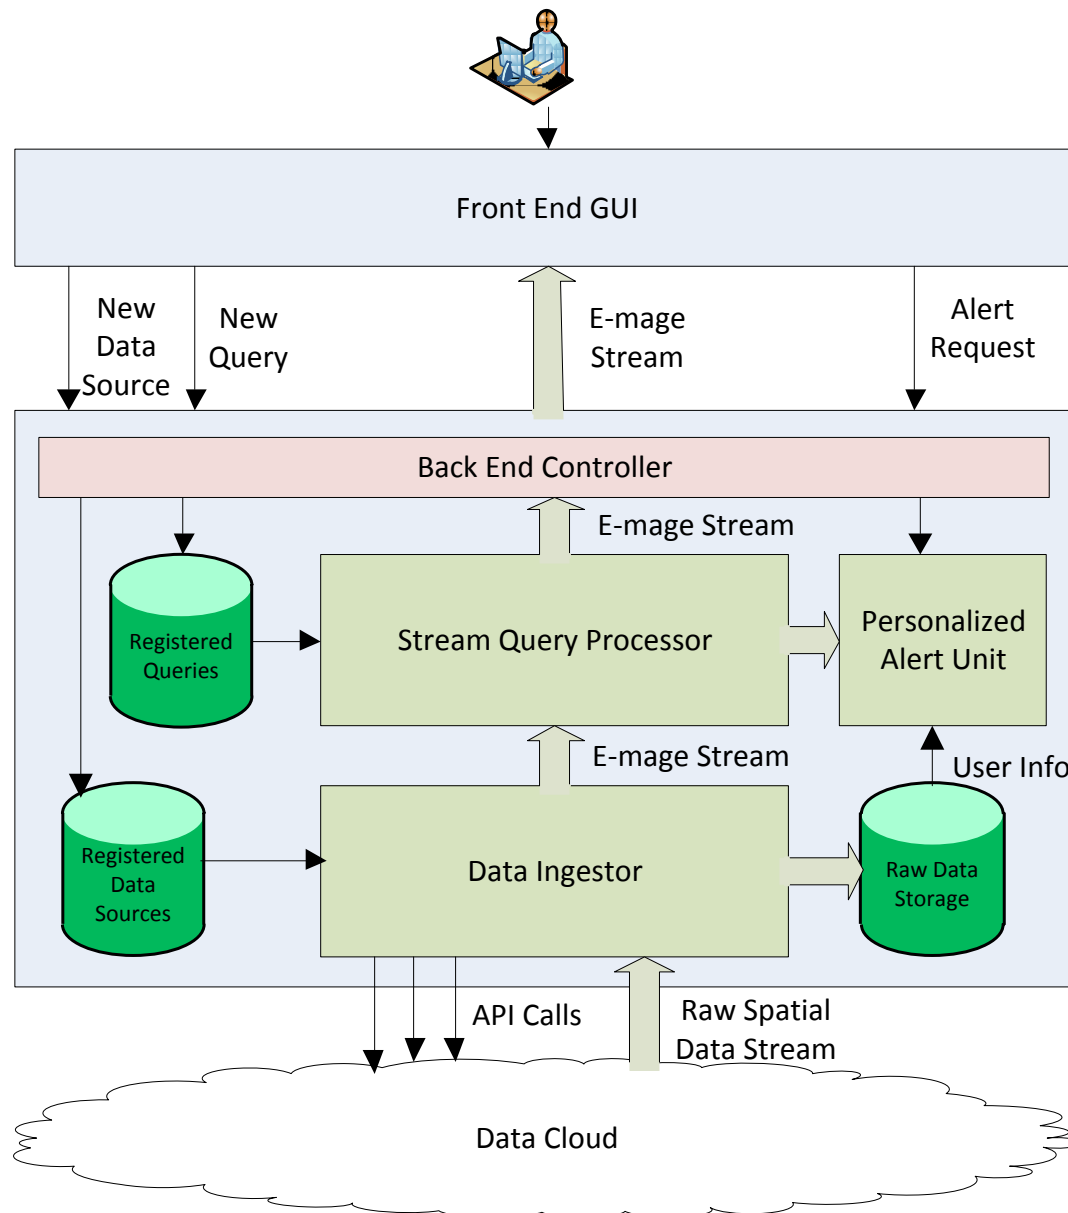 Front End GUI
New
Data
Source
New
Query
E-mage
Stream
Alert
Request
Back End Controller
E-mage Stream
Registered
Queries
Stream Query Processor
Personalized
Alert Unit
E-mage Stream
User Info
Registered
Data
Sources
Data Ingestor
Raw Data
Storage
API Calls
Raw Spatial
Data Stream
Data Cloud